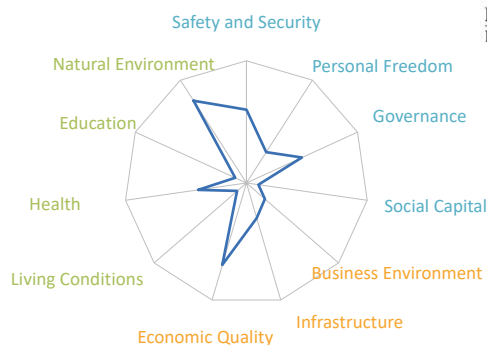 Safety and Security
Natural Environment
Personal Freedom
Education
Governance
Health
Social Capital
Living Conditions
Business Environment
Economic Quality
Infrastructure